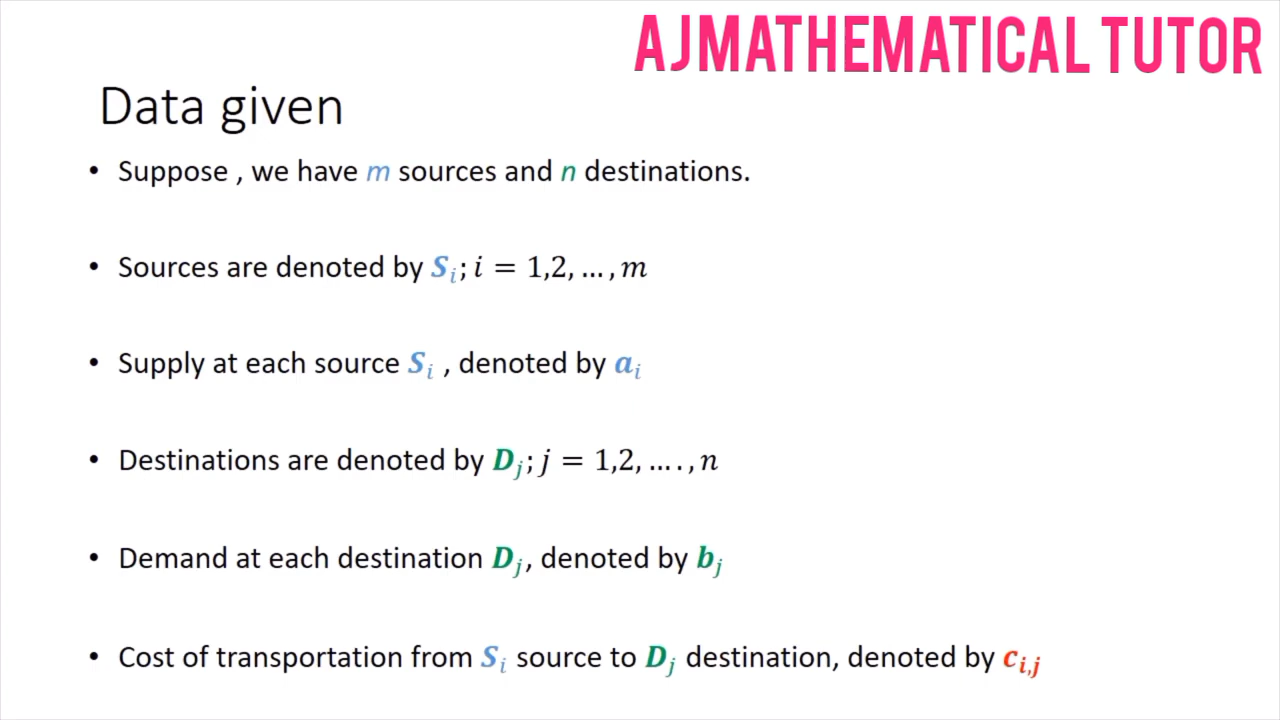 AJMATHEMATICAL TUTOR
Data given
• Suppose , we have m sources and n destinations.
• Sources are denoted by Sᵢ; i = 1,2, … , m
• Supply at each source Sᵢ , denoted by aᵢ
• Destinations are denoted by Dⱼ; j = 1,2, … . , n
• Demand at each destination Dⱼ, denoted by bⱼ
• Cost of transportation from Sᵢ source to Dⱼ destination, denoted by cᵢ,ⱼ